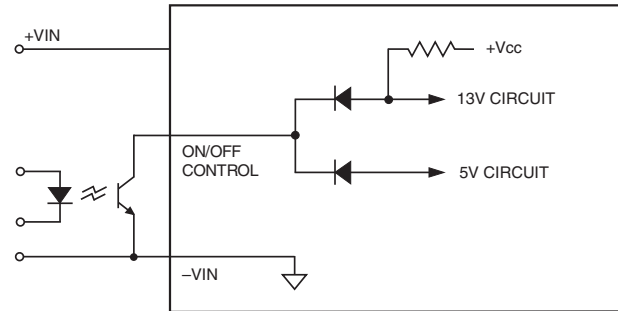 +VIN
+Vcc
13V CIRCUIT
ON/OFF
CONTROL
5V CIRCUIT
–VIN